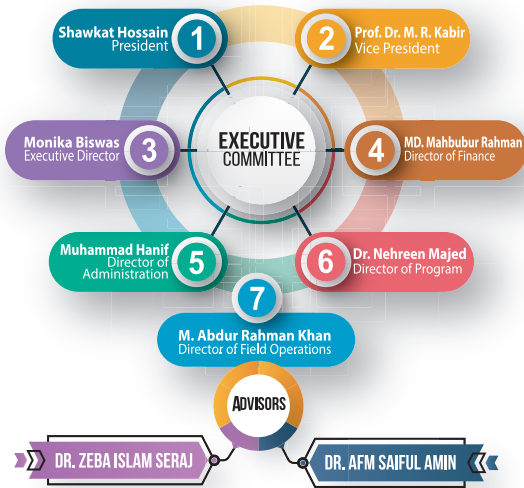 Shawkat Hossain
President
1
2
Prof. Dr. M. R. Kabir
Vice President
Monika Biswas
Executive Director
3
EXECUTIVE
COMMITTEE
4
MD. Mahbubur Rahman
Director of Finance
Muhammad Hanif
Director of
Administration
5
6
Dr. Nehreen Majed
Director of Program
7
M. Abdur Rahman Khan
Director of Field Operations
ADVISORS
DR. ZEBA ISLAM SERAJ
DR. AFM SAIFUL AMIN